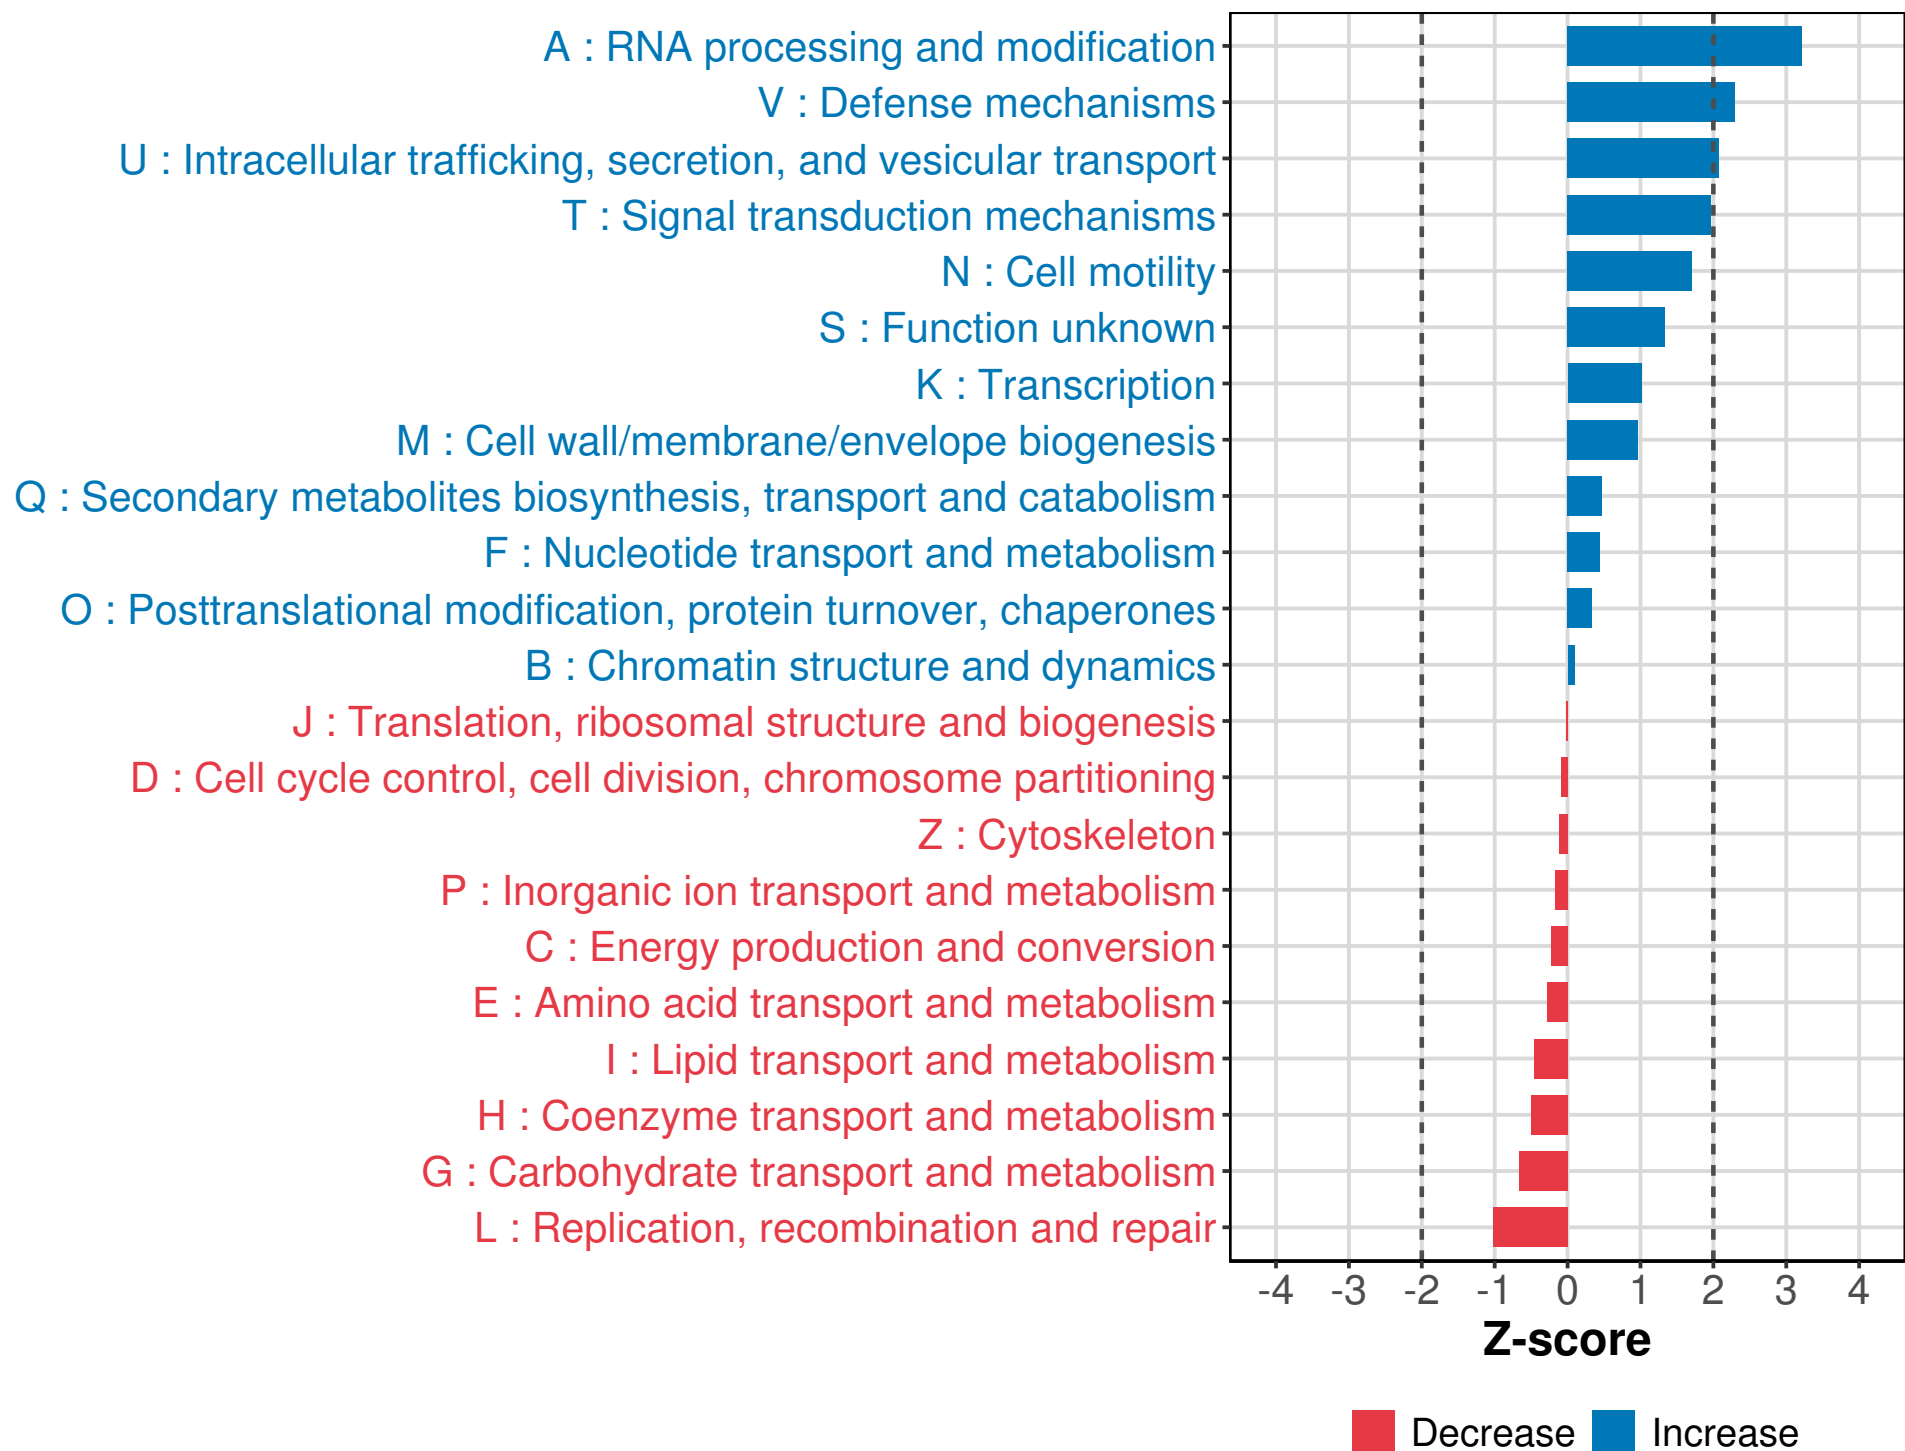 A : RNA processing and modification
V : Defense mechanisms
U : Intracellular trafficking, secretion, and vesicular transport
T : Signal transduction mechanisms
N : Cell motility
S : Function unknown
K : Transcription
M : Cell wall/membrane/envelope biogenesis
Q : Secondary metabolites biosynthesis, transport and catabolism
F : Nucleotide transport and metabolism
O : Posttranslational modification, protein turnover, chaperones
B : Chromatin structure and dynamics
J : Translation, ribosomal structure and biogenesis
D : Cell cycle control, cell division, chromosome partitioning
Z : Cytoskeleton
P : Inorganic ion transport and metabolism
C : Energy production and conversion
E : Amino acid transport and metabolism
I : Lipid transport and metabolism
H : Coenzyme transport and metabolism
G : Carbohydrate transport and metabolism
L : Replication, recombination and repair
-4 -3 -2 -1 0 1 2 3 4
Z-score
Decrease Increase